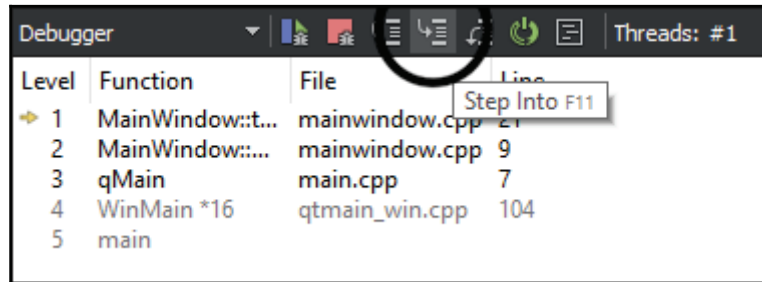 Debugger Threads: #1
Level Function File Line
Step Into F11
1 MainWindow::t... mainwindow.cpp 21
2 MainWindow::... mainwindow.cpp 9
3 qMain main.cpp 7
4 WinMain *16 qtmain_win.cpp 104
5 main